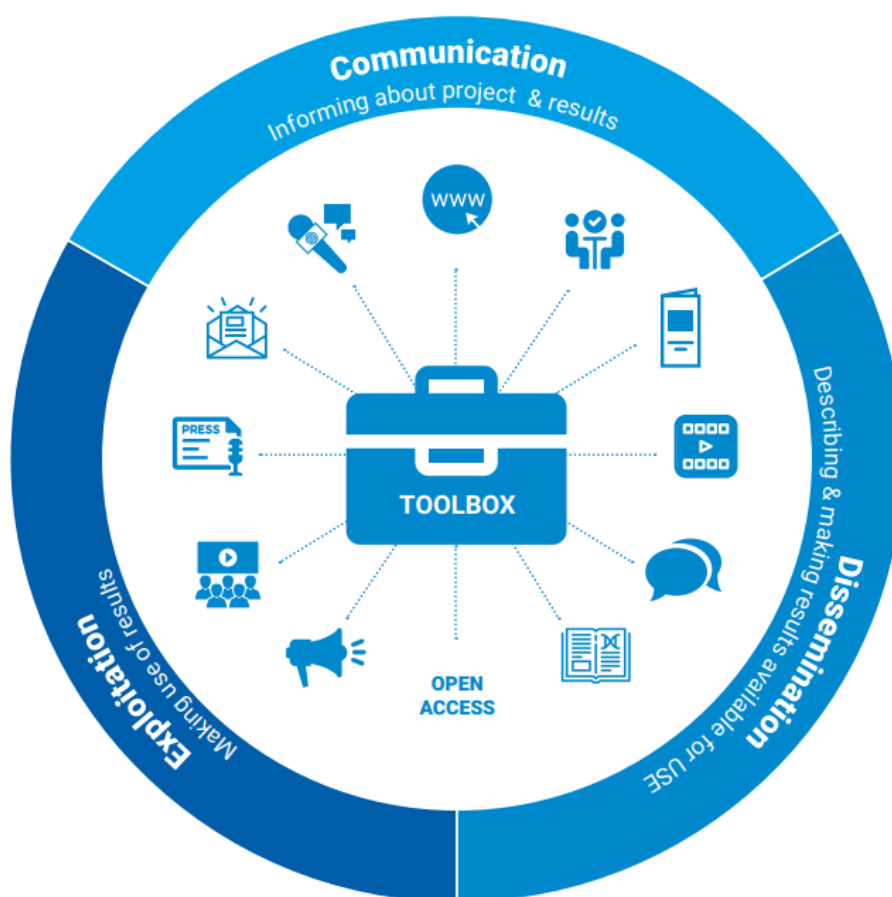 Communication
Informing about project & results
www
PRESS
TOOLBOX
OPEN
ACCESS
Dissemination
Describing & making results available for USE
Exploitation
Making use of results